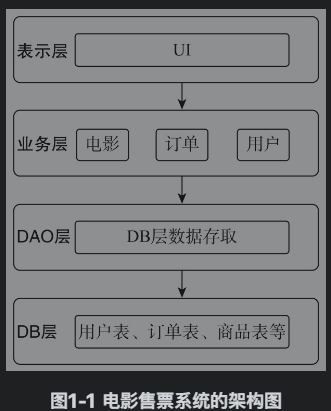 表示层 UI
业务层 电影 订单 用户
DAO层 DB层数据存取
DB层 用户表、订单表、商品表等
图1-1 电影售票系统的架构图